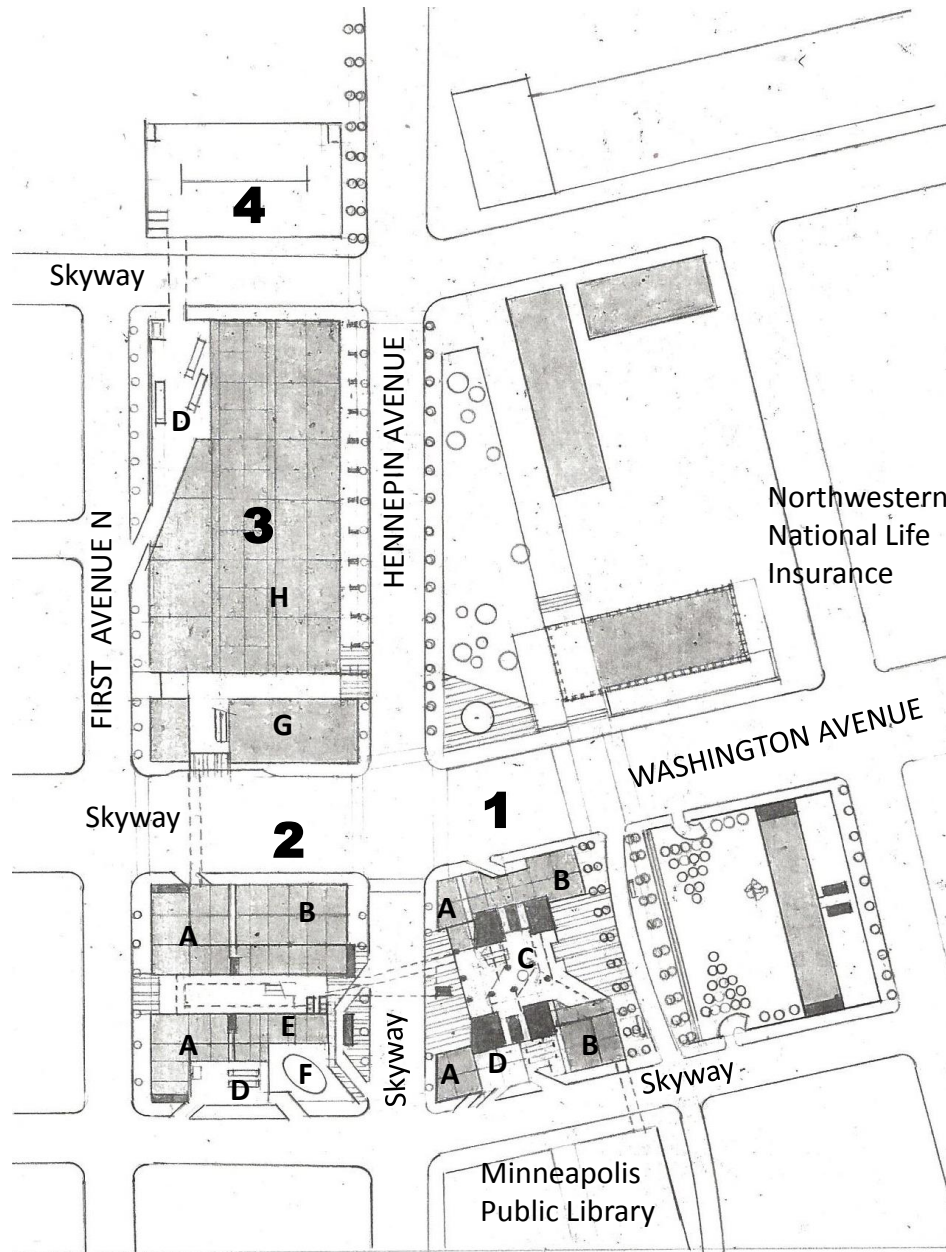 4
Skyway
D
3
H
HENNEPIN AVENUE
FIRST AVENUE N
Northwestern
National Life
Insurance
G
WASHINGTON AVENUE
Skyway
2
1
A
B
A
B
C
E
A
F
D
Skyway
A
D
B
Skyway
Minneapolis
Public Library